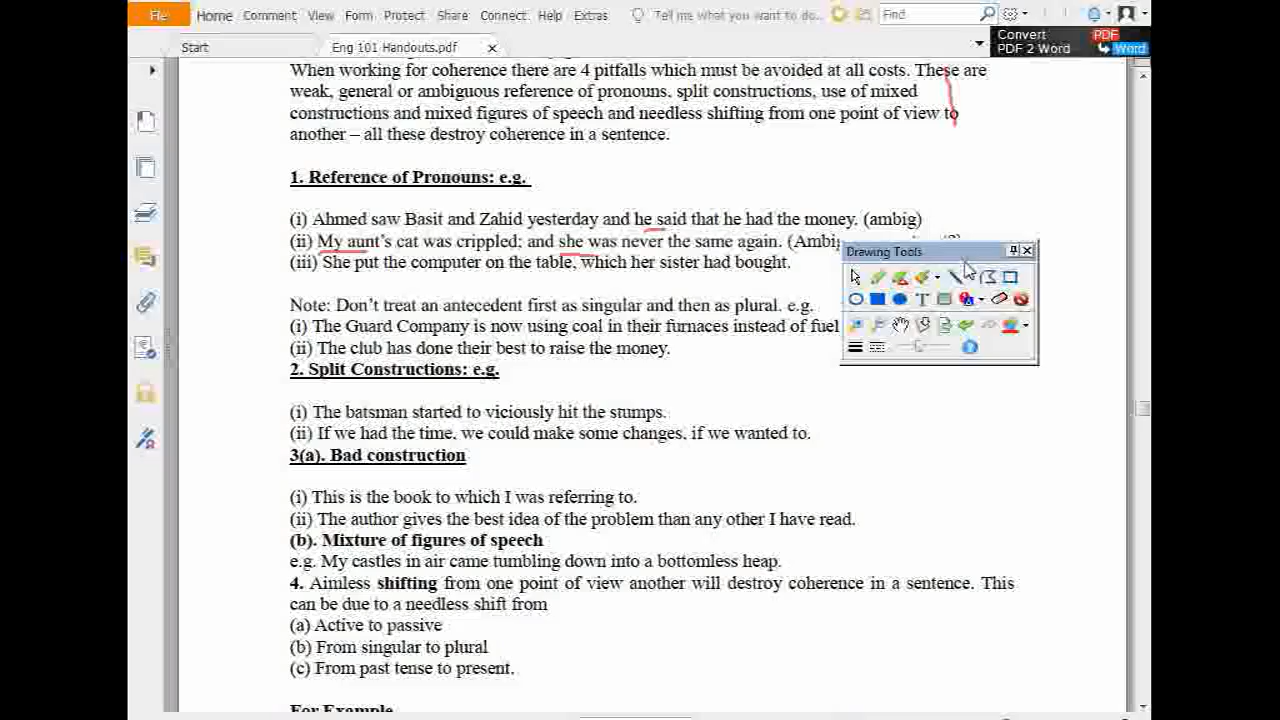 File
Home Comment View Form Protect Share Connect Help Extras Tell me what you want to do.. Find
Start Eng 101 Handouts.pdf
Convert PDF
PDF 2 Word Word
When working for coherence there are 4 pitfalls which must be avoided at all costs. These are
weak, general or ambiguous reference of pronouns, split constructions, use of mixed
constructions and mixed figures of speech and needless shifting from one point of view to
another – all these destroy coherence in a sentence.
1. Reference of Pronouns: e.g.
(i) Ahmed saw Basit and Zahid yesterday and he said that he had the money. (ambig)
(ii) My aunt's cat was crippled; and she was never the same again. (Ambig
(iii) She put the computer on the table, which her sister had bought.
Drawing Tools
Note: Don't treat an antecedent first as singular and then as plural. e.g.
(i) The Guard Company is now using coal in their furnaces instead of fuel
(ii) The club has done their best to raise the money.
2. Split Constructions: e.g.
(i) The batsman started to viciously hit the stumps.
(ii) If we had the time, we could make some changes, if we wanted to.
3(a). Bad construction
(i) This is the book to which I was referring to.
(ii) The author gives the best idea of the problem than any other I have read.
(b). Mixture of figures of speech
e.g. My castles in air came tumbling down into a bottomless heap.
4. Aimless shifting from one point of view another will destroy coherence in a sentence. This
can be due to a needless shift from
(a) Active to passive
(b) From singular to plural
(c) From past tense to present.
For Example